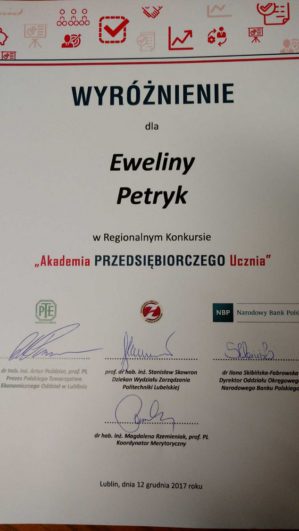 WYRÓŻNIENIE
dla
Eweliny
Petryk
w Regionalnym Konkursie
„Akademia PRZEDSIĘBIORCZEGO Ucznia”
PTE
NBP Narodowy Bank Polsk
dr hab. inż. Artur Paździor, prof. PL
Prezes Polskiego Towarzystwa
Ekonomicznego Oddział w Lublinie
prof. dr hab. inż. Stanisław Skowron
Dziekan Wydziału Zarządzania
Politechniki Lubelskiej
dr Ilona Skibińska-Fabrowska
Dyrektor Oddziału Okręgowego
Narodowego Banku Polskiego
dr hab. inż. Magdalena Rzemieniak, prof. PL
Koordynator Merytoryczny
Lublin, dnia 12 grudnia 2017 roku